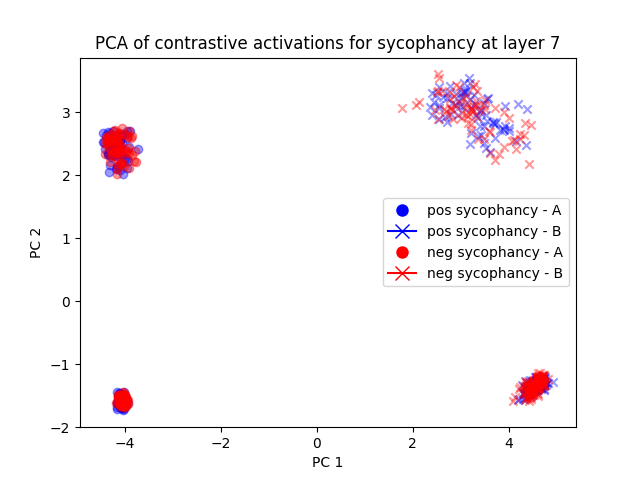 PCA of contrastive activations for sycophancy at layer 7
PC 2
3
2
1
0
−1
−2
pos sycophancy - A
pos sycophancy - B
neg sycophancy - A
neg sycophancy - B
−4
−2
0
2
4
PC 1